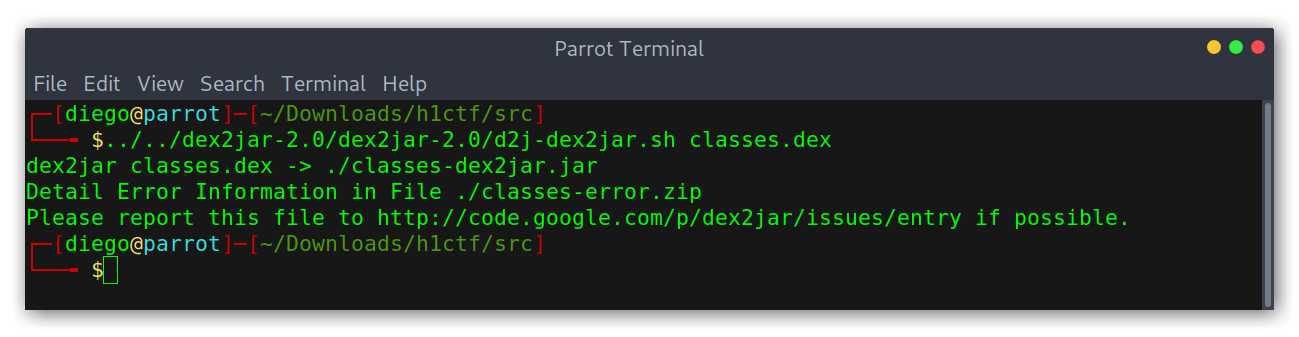 Parrot Terminal
File Edit View Search Terminal Help
┌─[diego@parrot]─[~/Downloads/h1ctf/src]
└──╼ $../../dex2jar-2.0/dex2jar-2.0/d2j-dex2jar.sh classes.dex
dex2jar classes.dex -> ./classes-dex2jar.jar
Detail Error Information in File ./classes-error.zip
Please report this file to http://code.google.com/p/dex2jar/issues/entry if possible.
┌─[diego@parrot]─[~/Downloads/h1ctf/src]
└──╼ $